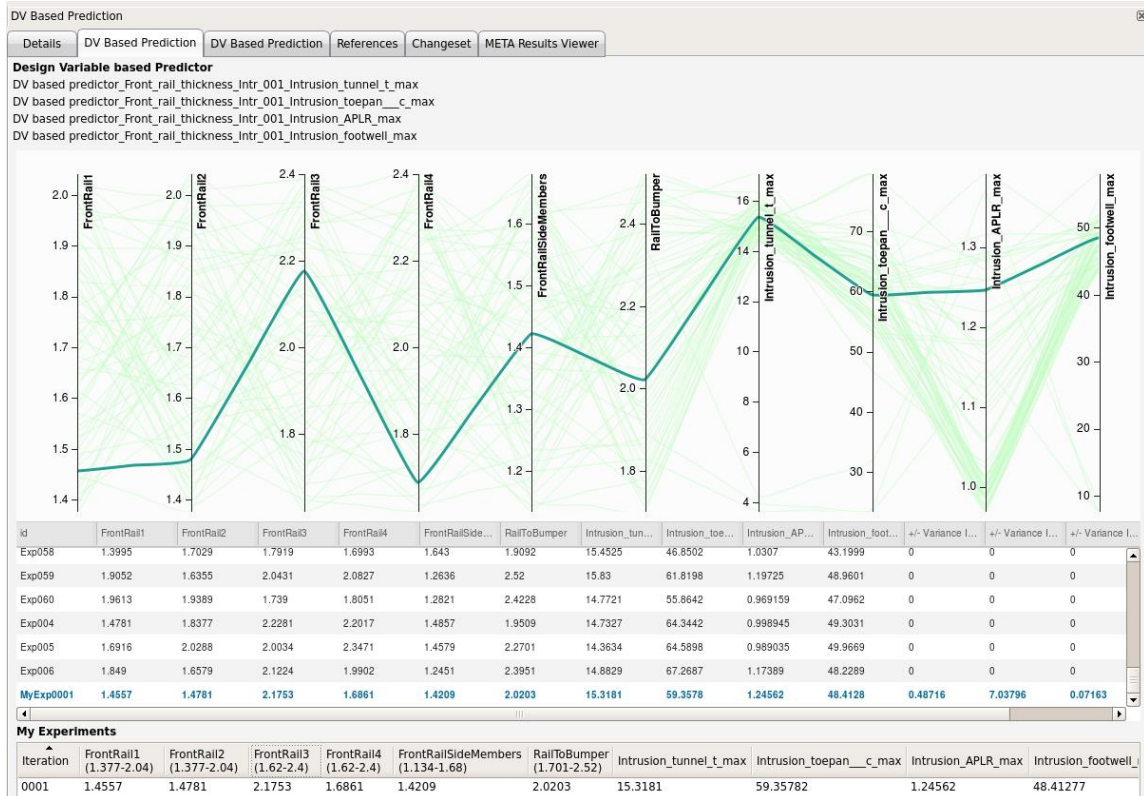 DV Based Prediction
Details DV Based Prediction DV Based Prediction References Changeset META Results Viewer
Design Variable based Predictor
DV based predictor_Front_rail_thickness_Intr_001_Intrusion_tunnel_t_max
DV based predictor_Front_rail_thickness_Intr_001_Intrusion_toepan___c_max
DV based predictor_Front_rail_thickness_Intr_001_Intrusion_APLR_max
DV based predictor_Front_rail_thickness_Intr_001_Intrusion_footwell_max
FrontRail1
2.0
1.9
1.8
1.7
1.6
1.5
1.4
FrontRail2
2.0
1.9
1.8
1.7
1.6
1.5
1.4
FrontRail3
2.4
2.2
2.0
1.8
FrontRail4
2.4
2.2
2.0
1.8
FrontRailSideMembers
1.6
1.5
1.4
1.3
1.2
RailToBumper
2.4
2.2
2.0
1.8
Intrusion_tunnel_t_max
16
14
12
10
8
6
4
Intrusion_toepan___c_max
70
60
50
40
30
Intrusion_APLR_max
1.3
1.2
1.1
1.0
Intrusion_footwell_max
50
40
30
20
10
id FrontRail1 FrontRail2 FrontRail3 FrontRail4 FrontRailSide... RailToBumper Intrusion_tun... Intrusion_toe... Intrusion_AP... Intrusion_foot... +/- Variance I... +/- Variance I... +/- Variance I...
Exp058 1.3995 1.7029 1.7919 1.6993 1.643 1.9092 15.4525 46.8502 1.0307 43.1999 0 0 0
Exp059 1.9052 1.6355 2.0431 2.0827 1.2636 2.52 15.83 61.8198 1.19725 48.9601 0 0 0
Exp060 1.9613 1.9389 1.739 1.8051 1.2821 2.4228 14.7721 55.8642 0.969159 47.0962 0 0 0
Exp004 1.4781 1.8377 2.2281 2.2017 1.4857 1.9509 14.7327 64.3442 0.998945 49.3031 0 0 0
Exp005 1.6916 2.0288 2.0034 2.3471 1.4579 2.2701 14.3634 64.5898 0.989035 49.9669 0 0 0
Exp006 1.849 1.6579 2.1224 1.9902 1.2451 2.3951 14.8829 67.2687 1.17389 48.2289 0 0 0
MyExp0001 1.4557 1.4781 2.1753 1.6861 1.4209 2.0203 15.3181 59.3578 1.24562 48.4128 0.48716 7.03796 0.07163
My Experiments
Iteration FrontRail1 FrontRail2 FrontRail3 FrontRail4 FrontRailSideMembers RailToBumper Intrusion_tunnel_t_max Intrusion_toepan___c_max Intrusion_APLR_max Intrusion_footwell_
(1.377-2.04) (1.377-2.04) (1.62-2.4) (1.62-2.4) (1.134-1.68) (1.701-2.52)
0001 1.4557 1.4781 2.1753 1.6861 1.4209 2.0203 15.3181 59.35782 1.24562 48.41277